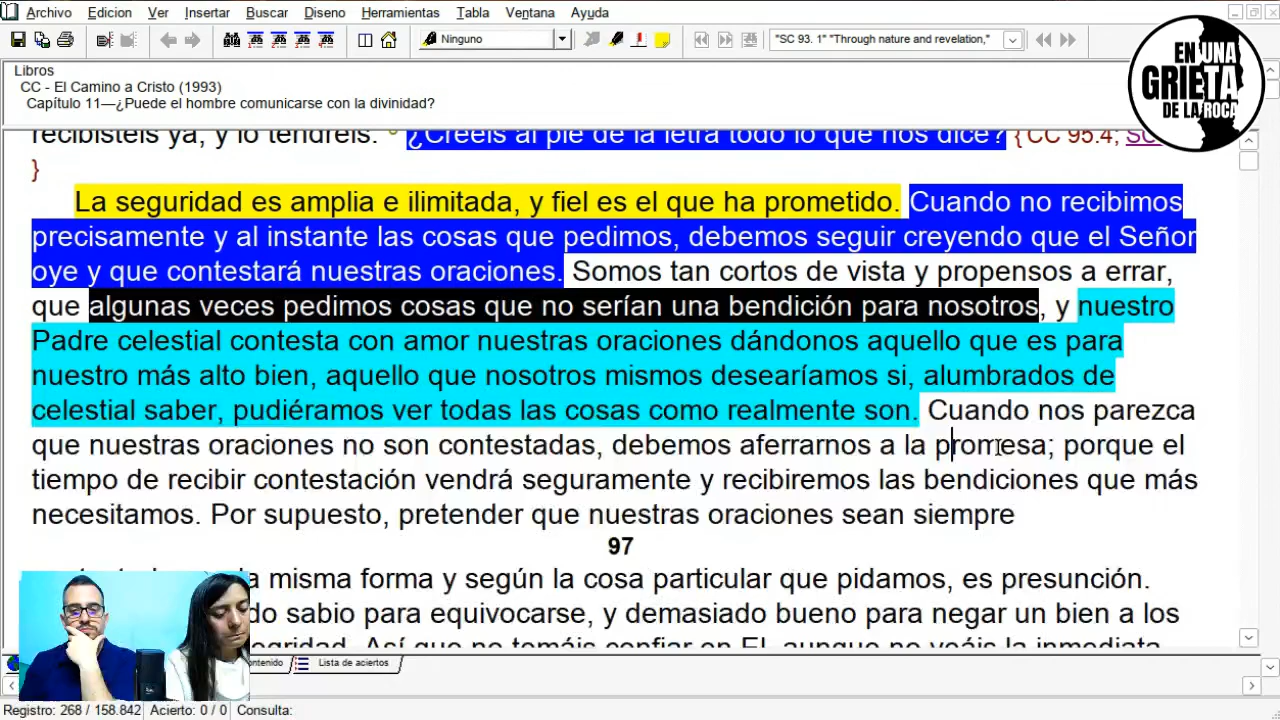 Archivo Edicion Ver Insertar Buscar Diseno Herramientas Tabla Ventana Ayuda
Ninguno "SC 93. 1" "Through nature and revelation,"
EN UNA
GRIETA
DE LA ROCA
Libros
CC - El Camino a Cristo (1993)
Capítulo 11—¿Puede el hombre comunicarse con la divinidad?
recibisteis ya, y lo tendréis. ¿Creéis al pie de la letra todo lo que nos dice? { CC 95.4;
}
La seguridad es amplia e ilimitada, y fiel es el que ha prometido. Cuando no recibimos
precisamente y al instante las cosas que pedimos, debemos seguir creyendo que el Señor
oye y que contestará nuestras oraciones. Somos tan cortos de vista y propensos a errar,
que algunas veces pedimos cosas que no serían una bendición para nosotros, y nuestro
Padre celestial contesta con amor nuestras oraciones dándonos aquello que es para
nuestro más alto bien, aquello que nosotros mismos desearíamos si, alumbrados de
celestial saber, pudiéramos ver todas las cosas como realmente son. Cuando nos parezca
que nuestras oraciones no son contestadas, debemos aferrarnos a la promesa; porque el
tiempo de recibir contestación vendrá seguramente y recibiremos las bendiciones que más
necesitamos. Por supuesto, pretender que nuestras oraciones sean siempre
97
misma forma y según la cosa particular que pidamos, es presunción.
sabio para equivocarse, y demasiado bueno para negar un bien a los
Así que no temáis confiar en El, aunque no veáis la inmediata
Lista de aciertos
Registro: 268 / 158.842 Acierto: 0 / 0 Consulta: